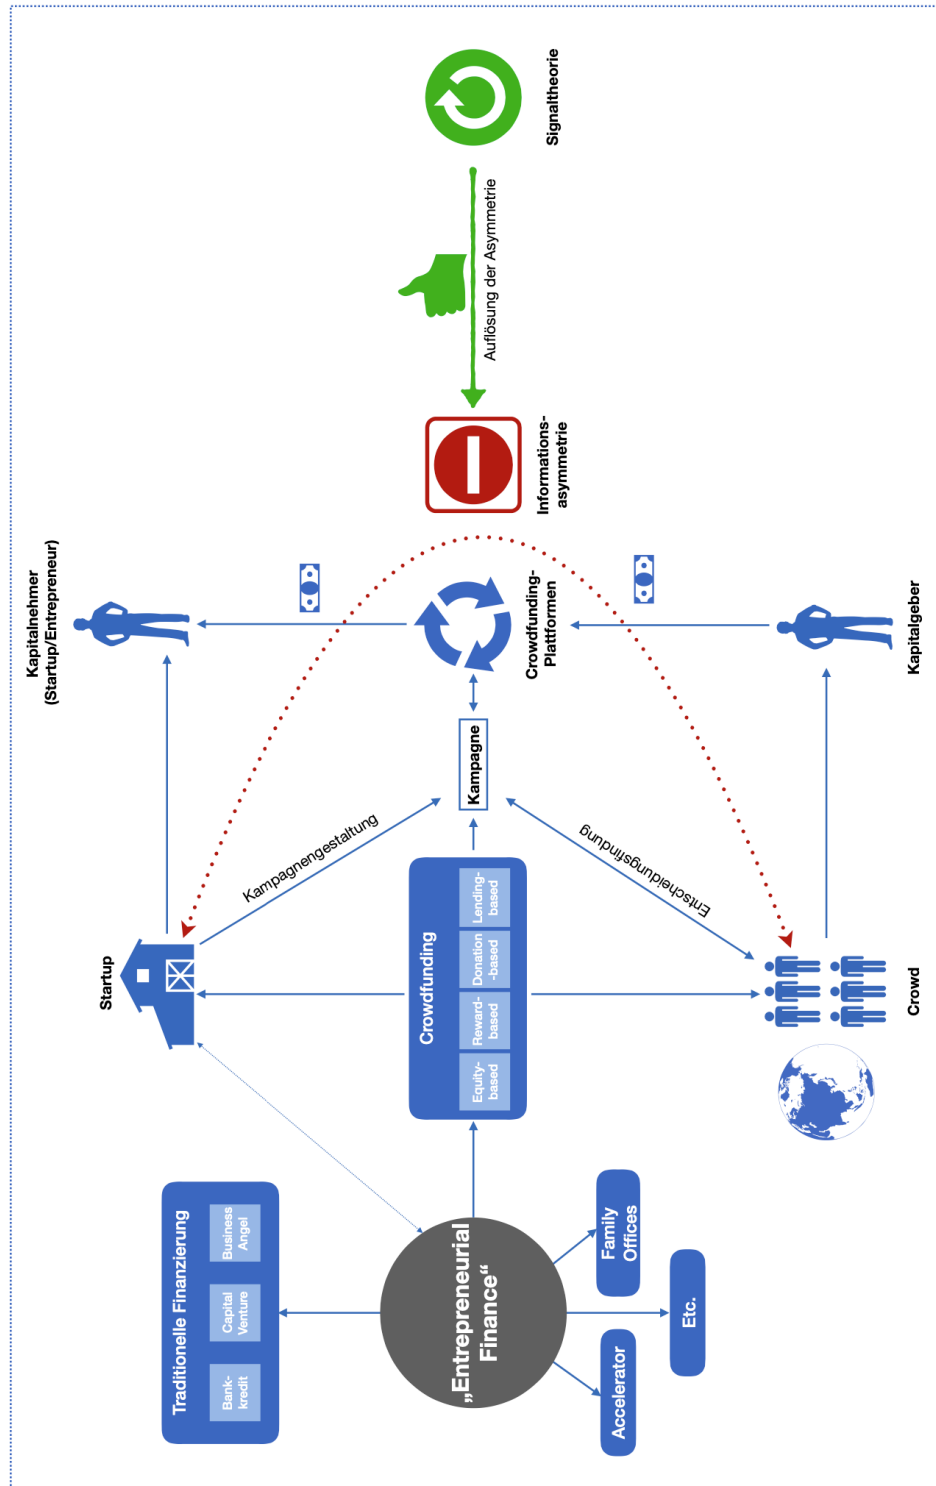 Traditionelle Finanzierung
Bank-
kredit
Capital
Venture
Business
Angel
„Entrepreneurial
Finance“
Accelerator
Etc.
Family
Offices
Startup
Crowdfunding
Equity-
based
Reward-
based
Donation
-based
Lending-
based
Crowd
Kampagnengestaltung
Kampagne
Entscheidungsfindung
Kapitalnehmer
(Startup/Entrepreneur)
Crowdfunding-
Plattformen
Kapitalgeber
Informations-
asymmetrie
Auflösung der Asymmetrie
Signaltheorie